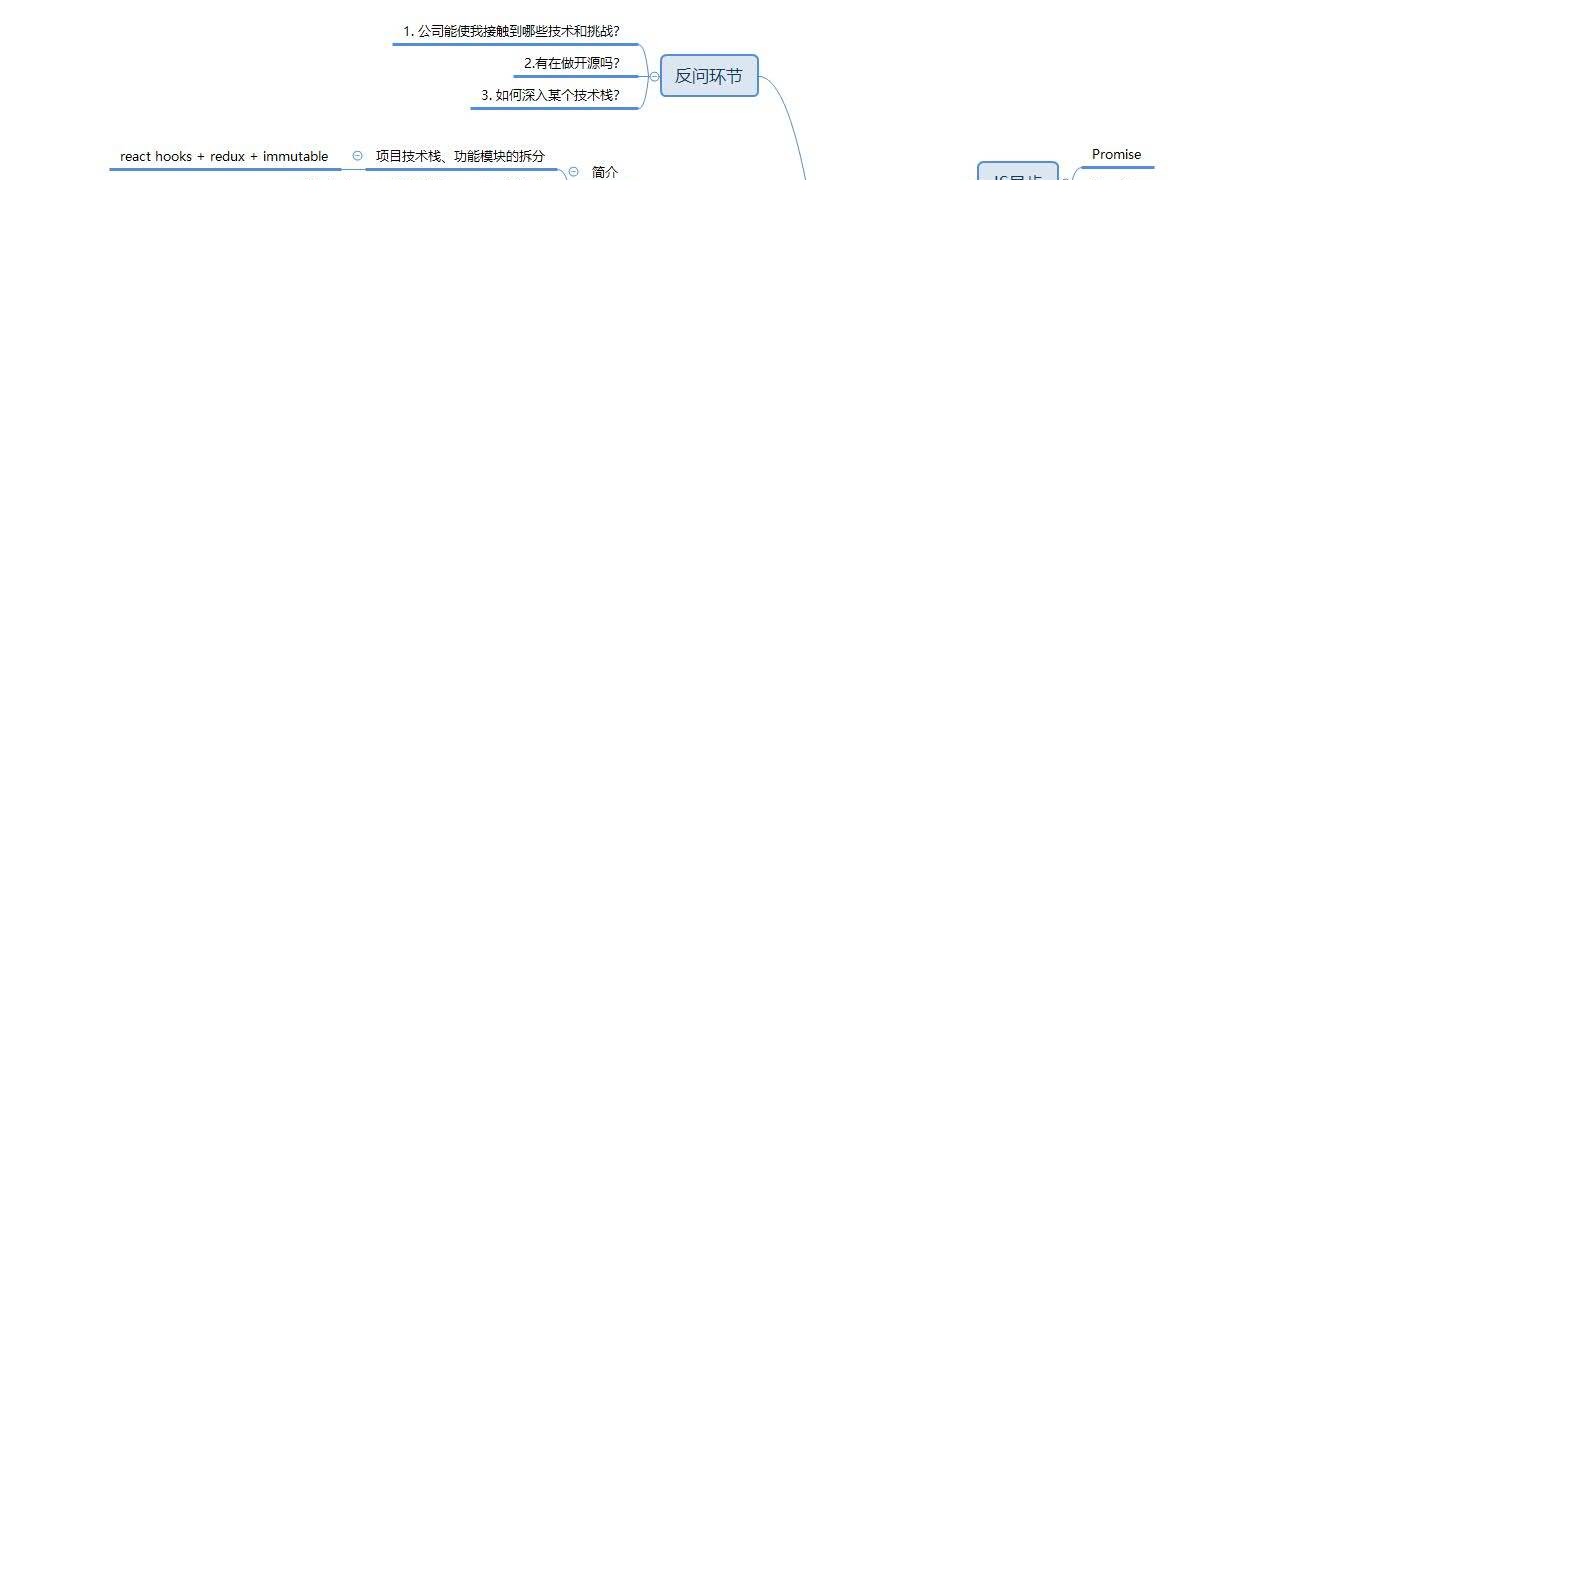 1. 公司能使我接触到哪些技术和挑战?
2.有在做开源吗?
3. 如何深入某个技术栈?
反问环节
react hooks + redux + immutable
项目技术栈、功能模块的拆分
简介
Promise